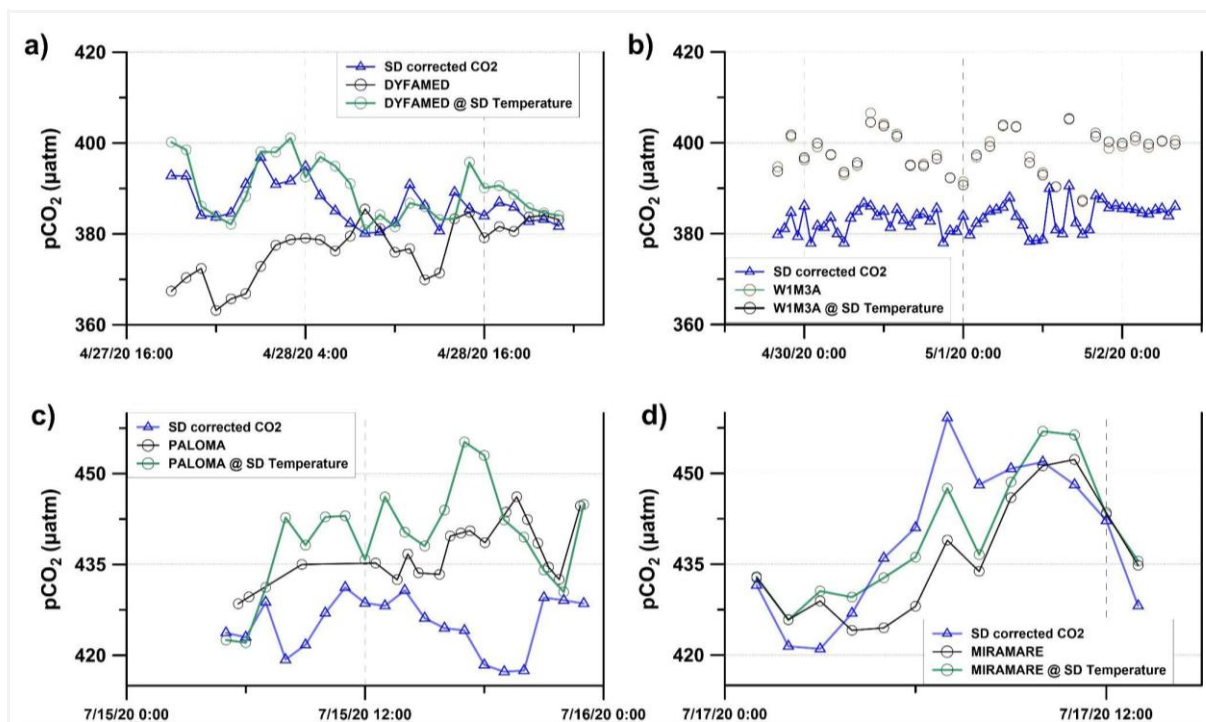 a)
420
400
380
360
pCO₂ (µatm)
SD corrected CO2
DYFAMED
DYFAMED @ SD Temperature
4/27/20 16:00
4/28/20 4:00
4/28/20 16:00
b)
420
400
380
360
pCO₂ (µatm)
SD corrected CO2
W1M3A
W1M3A @ SD Temperature
4/30/20 0:00
5/1/20 0:00
5/2/20 0:00
c)
450
435
420
pCO₂ (µatm)
SD corrected CO2
PALOMA
PALOMA @ SD Temperature
7/15/20 0:00
7/15/20 12:00
7/16/20 0:00
d)
450
435
420
pCO₂ (µatm)
SD corrected CO2
MIRAMARE
MIRAMARE @ SD Temperature
7/17/20 0:00
7/17/20 12:00